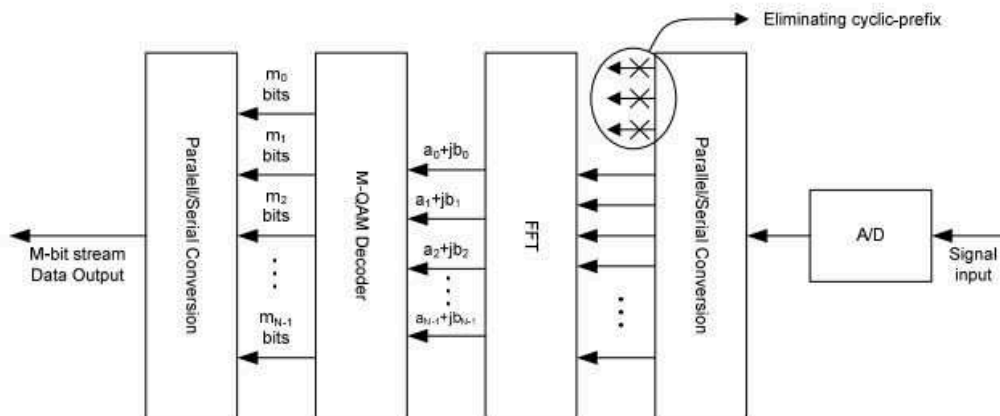 Eliminating cyclic-prefix
Paralell/Serial Conversion
m0
bits
m1
bits
m2
bits
mN-1
bits
M-QAM Decoder
a0+jb0
a1+jb1
a2+jb2
aN-1+jbN-1
FFT
Parallel/Serial Conversion
A/D
Signal
input
M-bit stream
Data Output